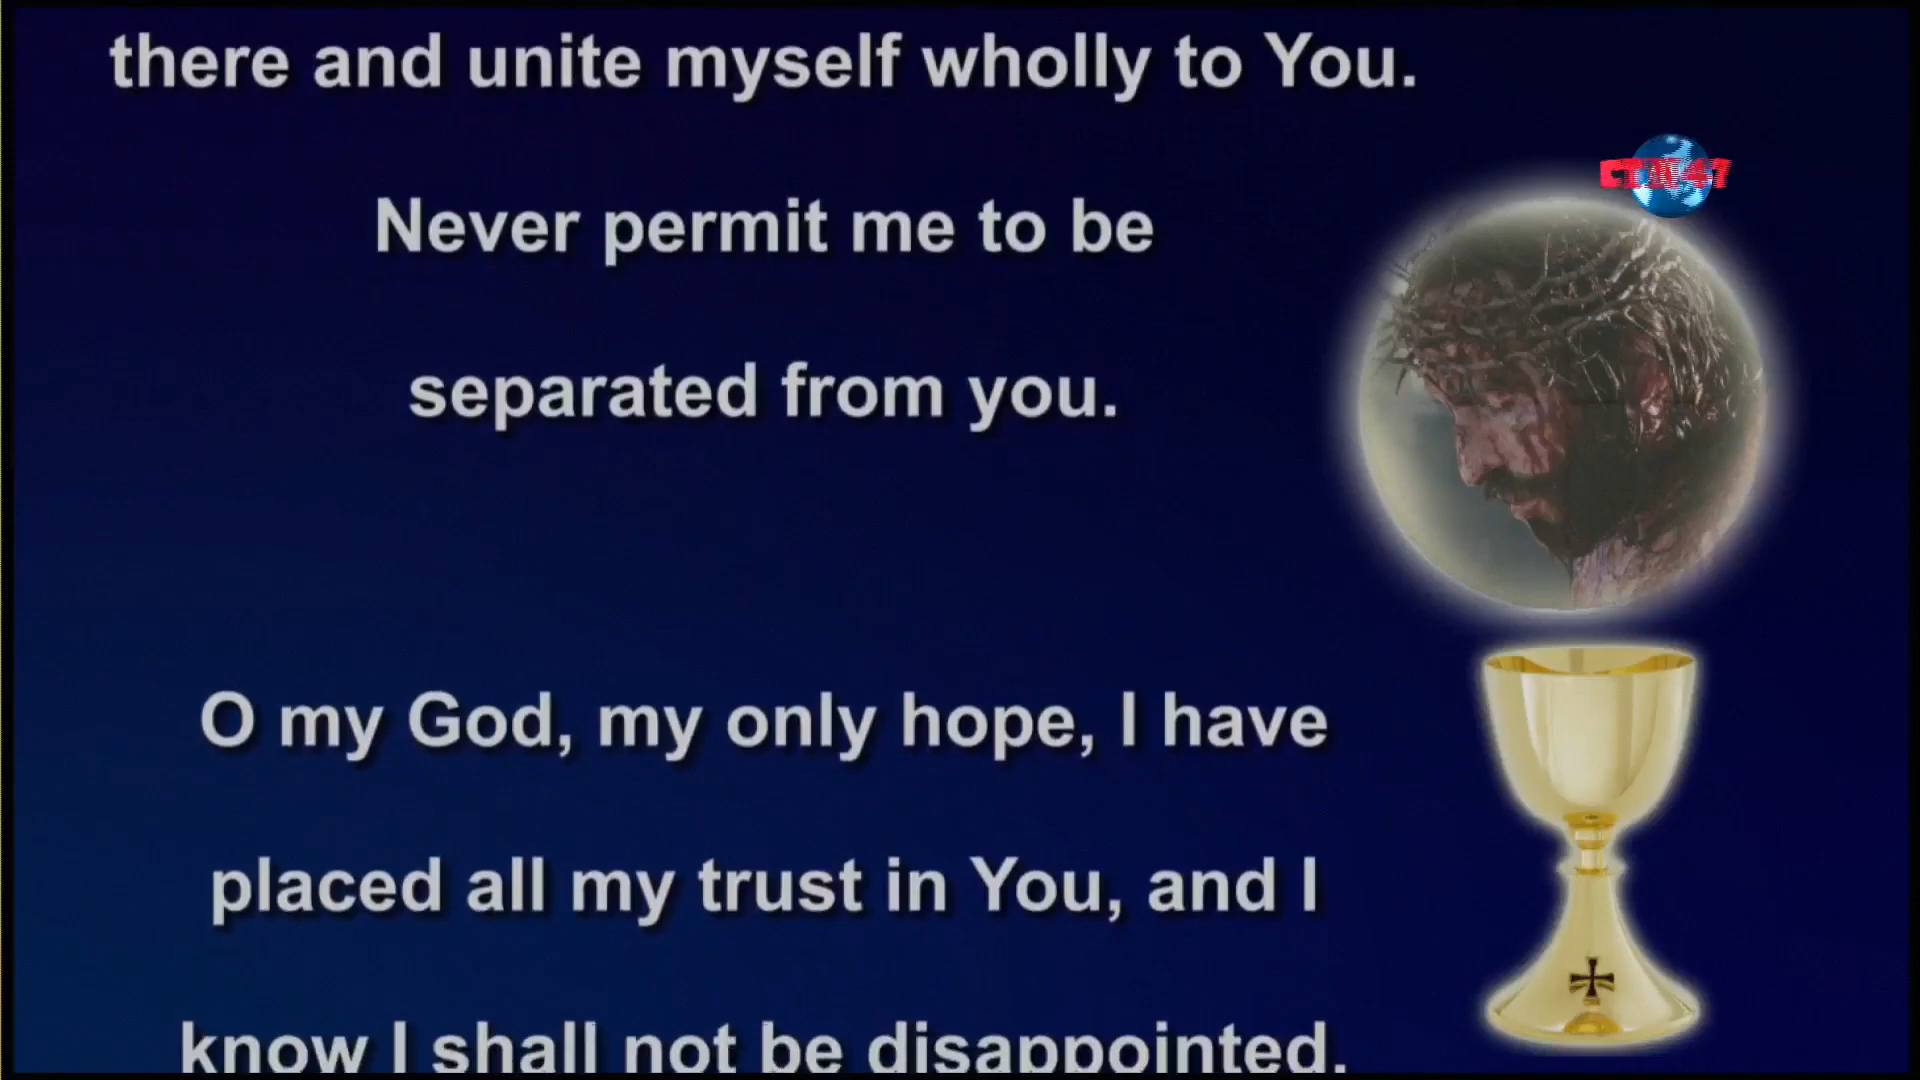 there and unite myself wholly to You.
CTN47
Never permit me to be
separated from you.
O my God, my only hope, I have
placed all my trust in You, and I
know I shall not be disappointed.